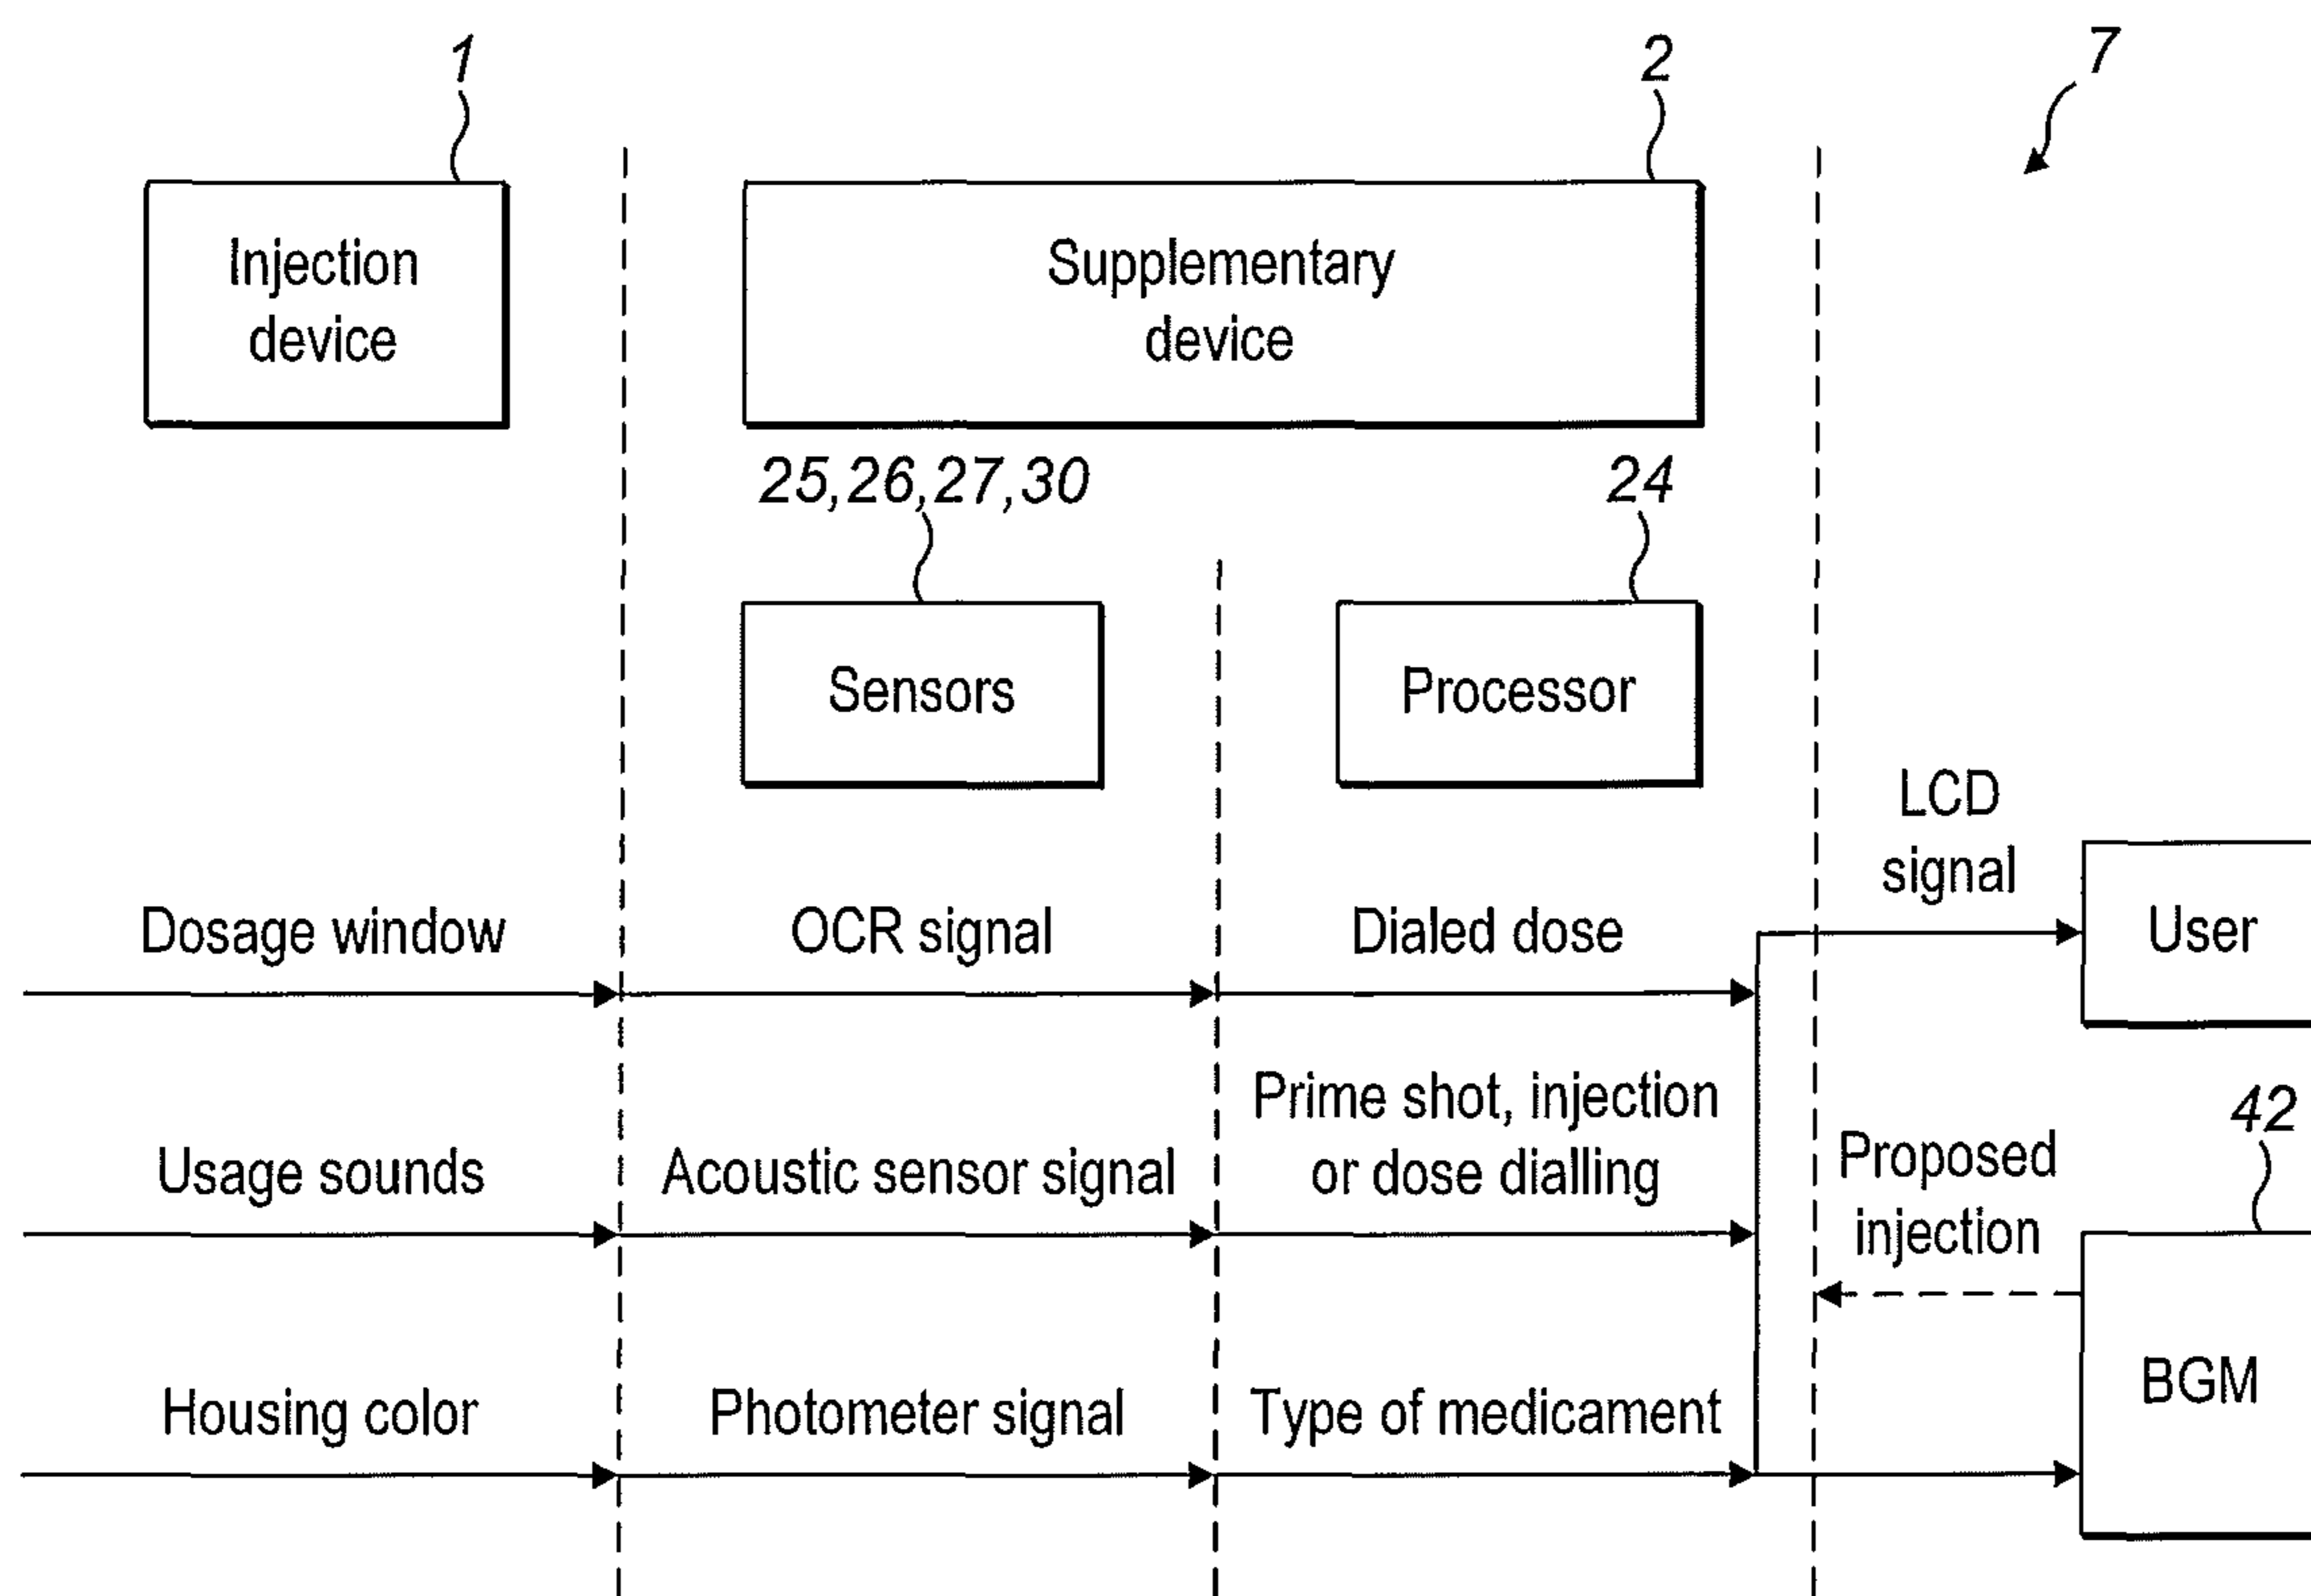 1
2
7
Injection
device
Supplementary
device
25,26,27,30
24
Sensors
Processor
LCD
signal
User
Dosage window
OCR signal
Dialed dose
Usage sounds
Acoustic sensor signal
Prime shot, injection
or dose dialling
Proposed
injection
42
BGM
Housing color
Photometer signal
Type of medicament